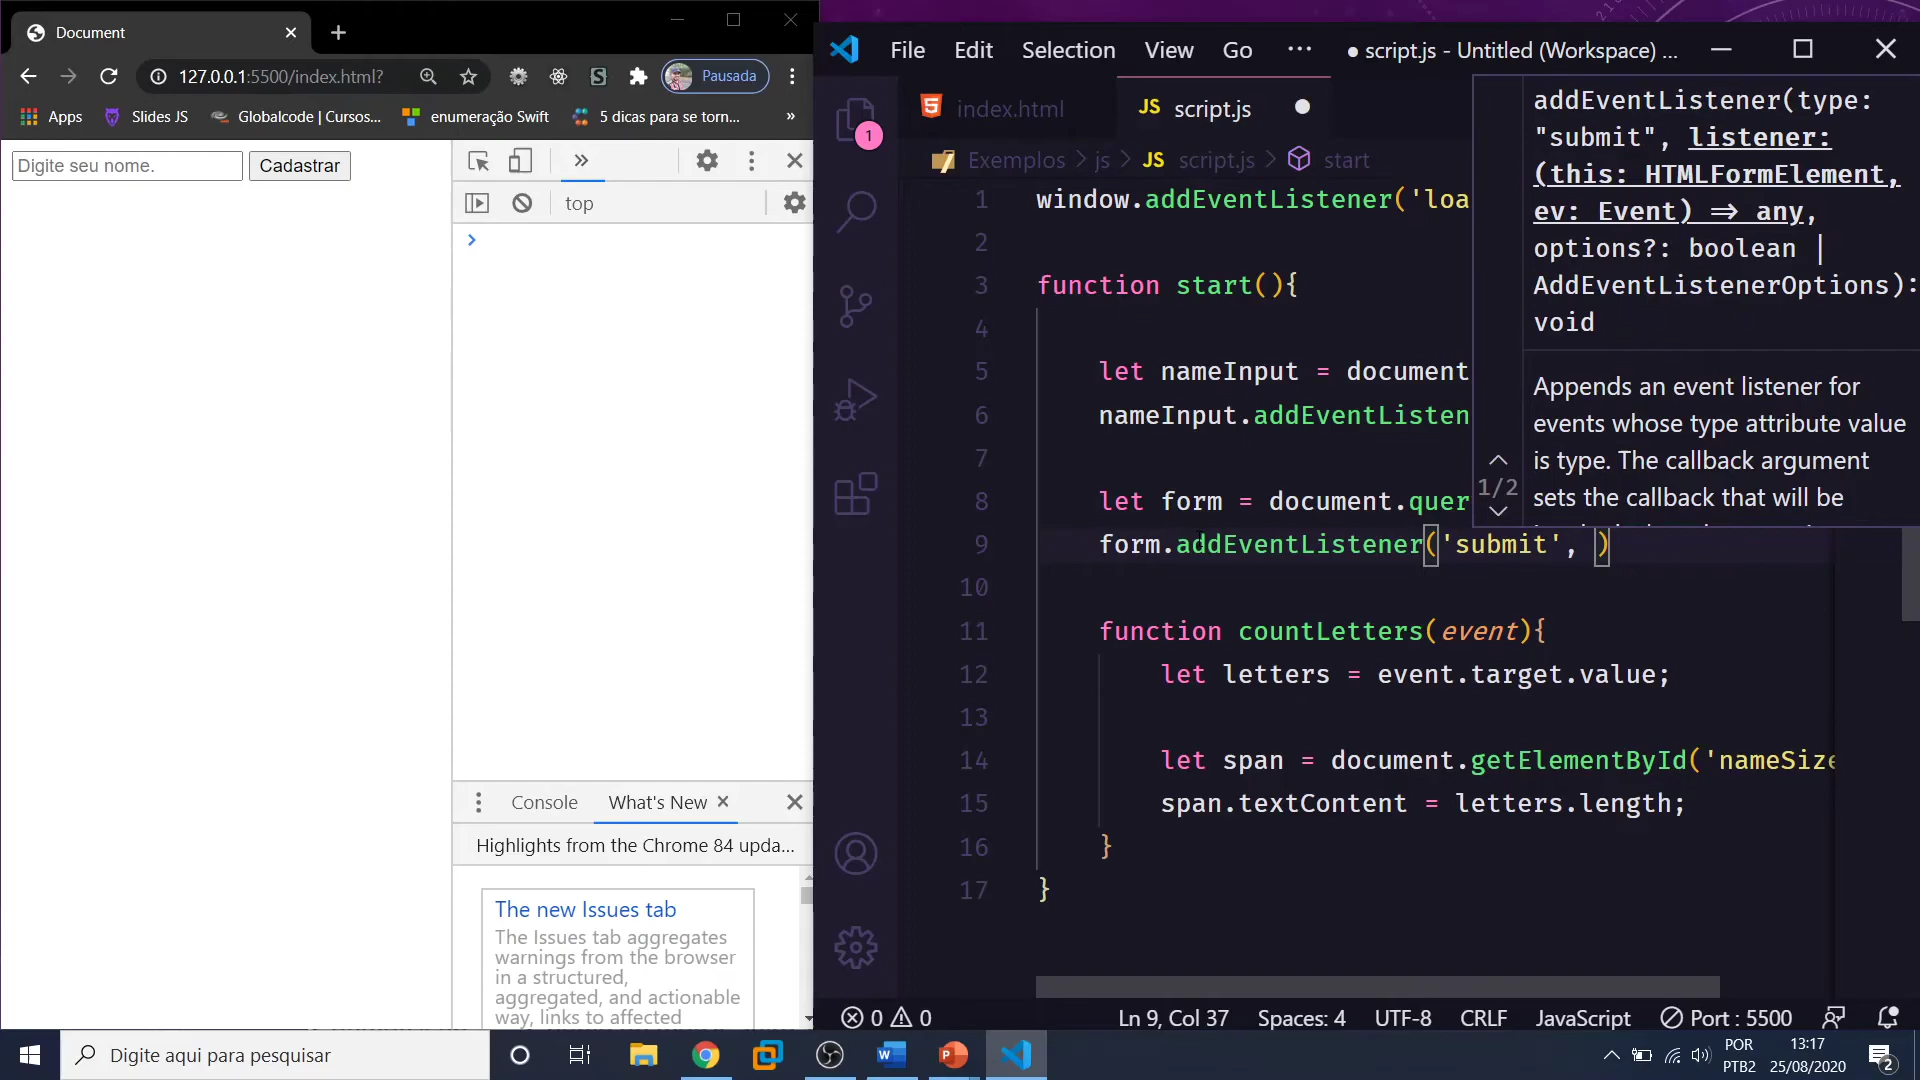 Document
127.0.0.1:5500/index.html?
Pausada
Apps
Slides JS
Globalcode | Cursos...
enumeração Swift
5 dicas para se torn...
»
Digite seu nome.
Cadastrar
»
top
Console
What's New
Highlights from the Chrome 84 upda...
The new Issues tab
The Issues tab aggregates
warnings from the browser
in a structured,
aggregated, and actionable
way, links to affected
File Edit Selection View Go ···
● script.js - Untitled (Workspace) ...
1
index.html
JS script.js
Exemplos > js > JS script.js > start
1 window.addEventListener('loa
2
3 function start(){
4
5 let nameInput = document
6 nameInput.addEventListen
7
8 let form = document.quer
9 form.addEventListener('submit', )
10
11 function countLetters(event){
12 let letters = event.target.value;
13
14 let span = document.getElementById('nameSize
15 span.textContent = letters.length;
16 }
17 }
addEventListener(type:
"submit", listener:
(this: HTMLFormElement,
ev: Event) => any,
options?: boolean |
AddEventListenerOptions):
void
1/2
Appends an event listener for
events whose type attribute value
is type. The callback argument
sets the callback that will be
0 0
Ln 9, Col 37
Spaces: 4
UTF-8
CRLF
JavaScript
Port : 5500
Digite aqui para pesquisar
POR
PTB2
13:17
25/08/2020
2